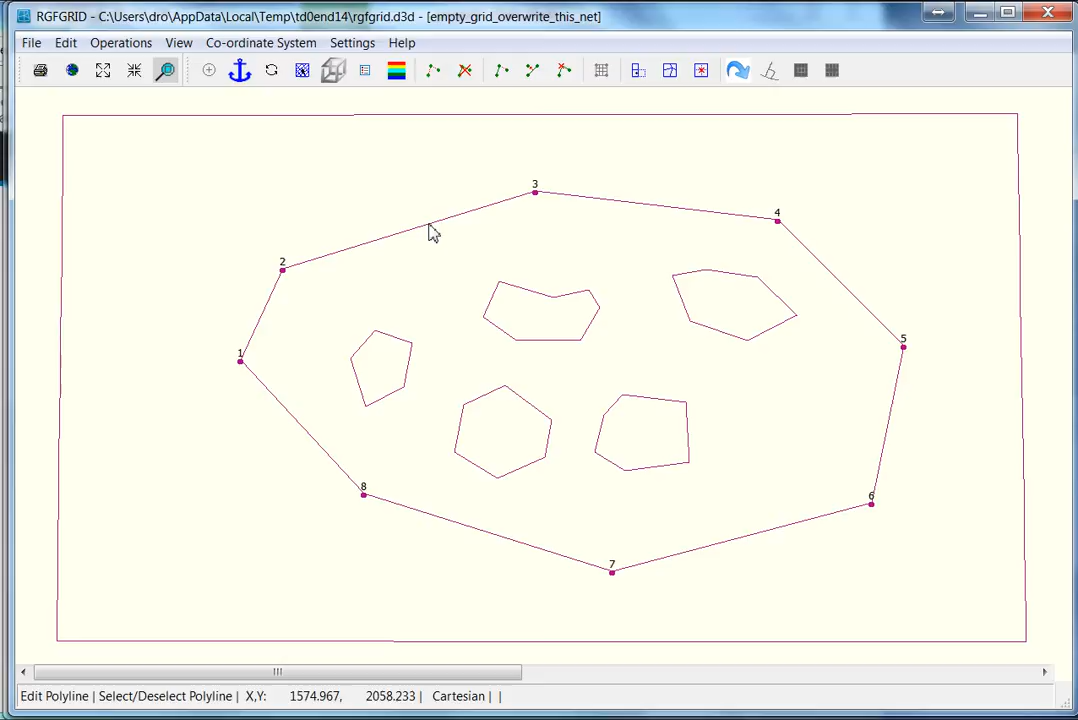 RGFGRID - C:\Users\dro\AppData\Local\Temp\td0end14\rgfgrid.d3d - [empty_grid_overwrite_this_net]
File Edit Operations View Co-ordinate System Settings Help
3
4
2
5
1
8
6
7
Edit Polyline | Select/Deselect Polyline | X,Y: 1574.967, 2058.233 | Cartesian | |